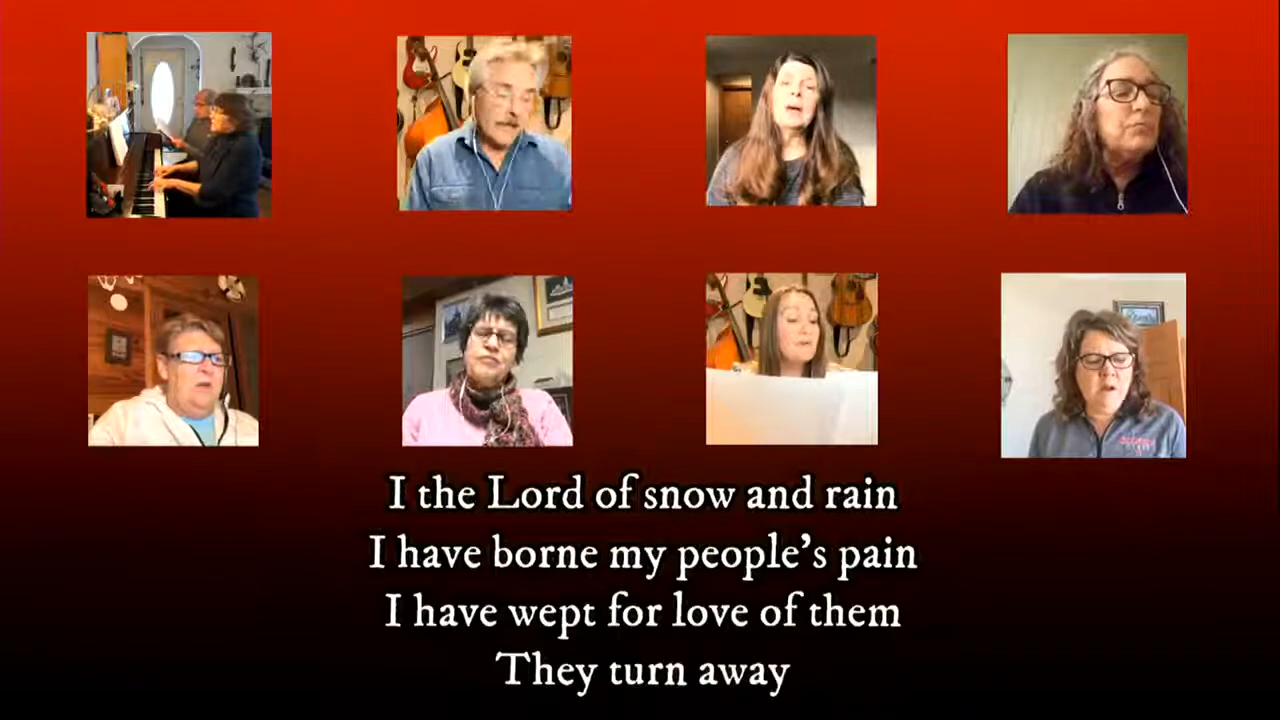 I the Lord of snow and rain
I have borne my people's pain
I have wept for love of them
They turn away